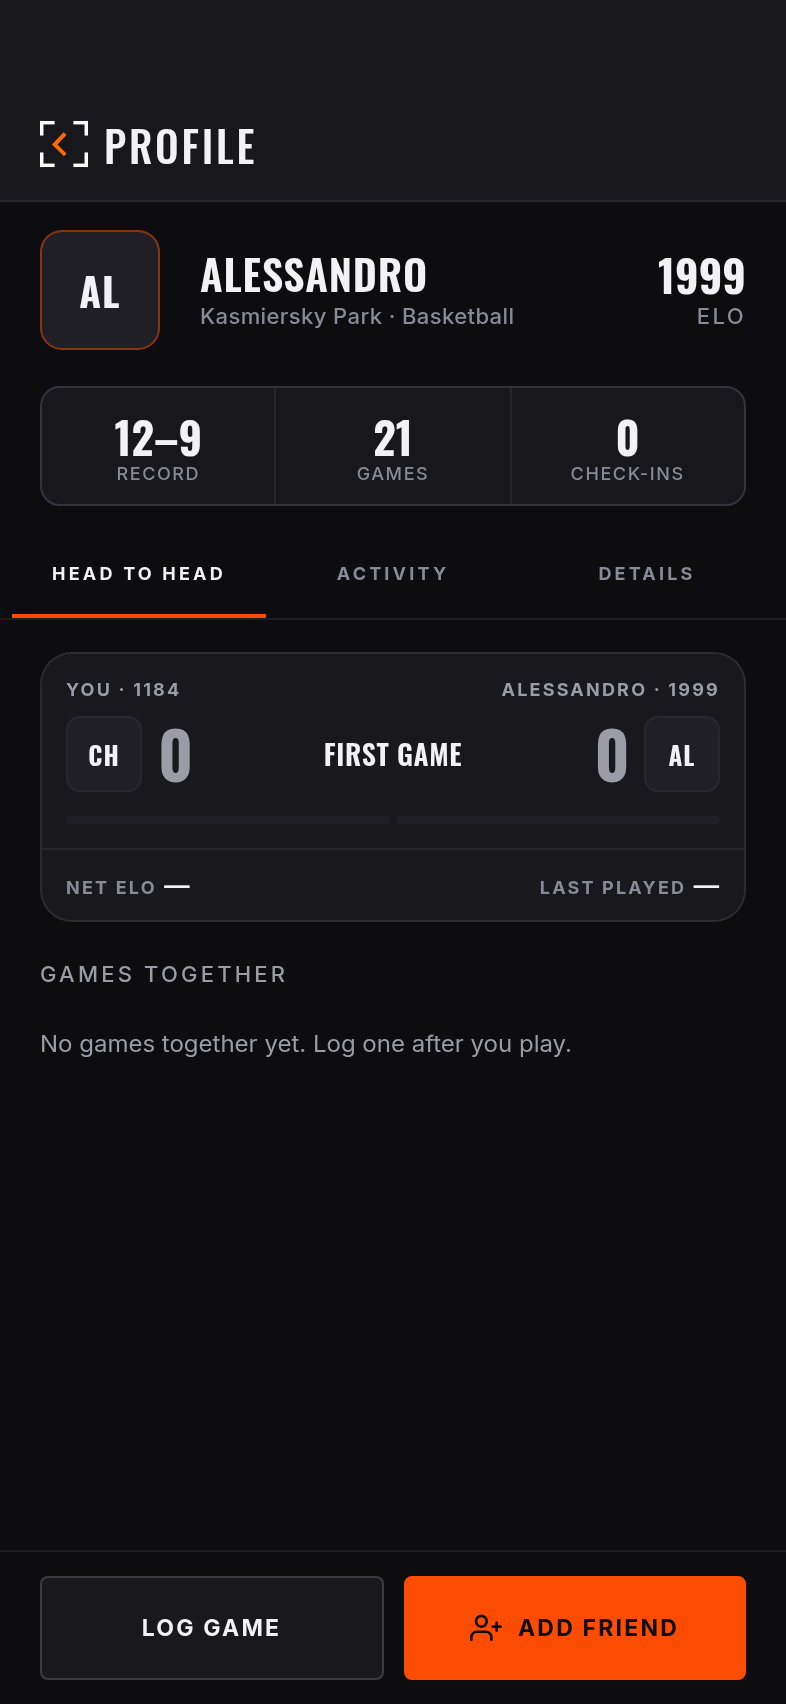 PROFILE
AL
ALESSANDRO
Kasmiersky Park · Basketball
1999
ELO
12–9
RECORD
21
GAMES
0
CHECK-INS
HEAD TO HEAD
ACTIVITY
DETAILS
YOU · 1184
ALESSANDRO · 1999
CH
0
FIRST GAME
0
AL
NET ELO —
LAST PLAYED —
GAMES TOGETHER
No games together yet. Log one after you play.
LOG GAME
ADD FRIEND